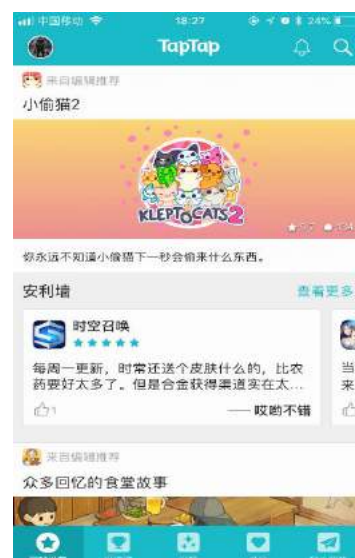 中国移动
18:27
24%
TapTap
来自编辑推荐
小偷猫2
KLEPTOCATS2
你永远不知道小偷猫下一秒会偷来什么东西。
安利墙
查看更多
时空召唤
每周一更新，时常还送个皮肤什么的，比农
药要好太多了。但是合金获得渠道实在太...
当
来
1
——哎哟不错
来自编辑推荐
众多回忆的食堂故事